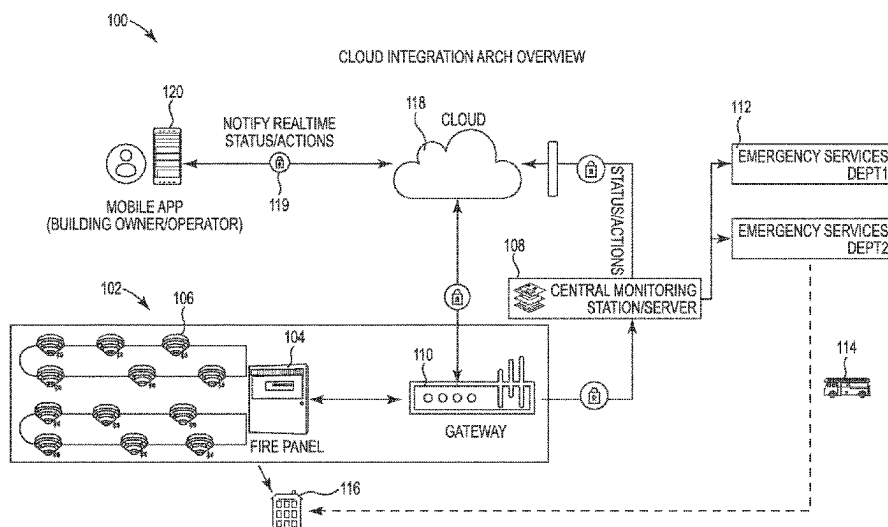 100
CLOUD INTEGRATION ARCH OVERVIEW
120
NOTIFY REALTIME
STATUS/ACTIONS
119
118
CLOUD
112
EMERGENCY SERVICES
DEPT1
EMERGENCY SERVICES
DEPT2
MOBILE APP
(BUILDING OWNER/OPERATOR)
STATUS/ACTIONS
108
CENTRAL MONITORING
STATION/SERVER
102
106
104
FIRE PANEL
110
GATEWAY
114
116